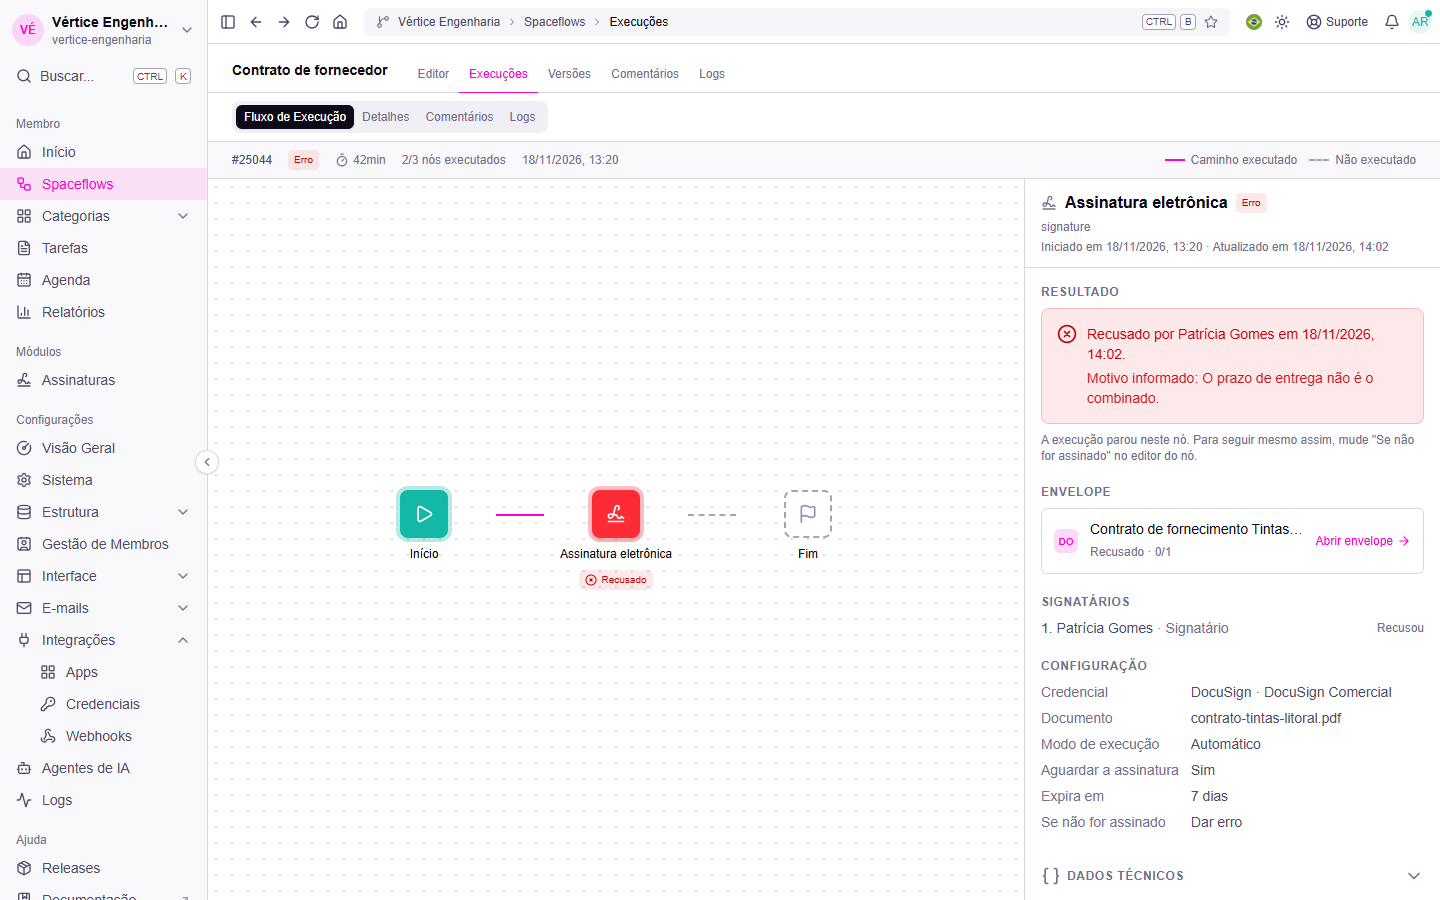 VÉ
Vértice Engenh...
vertice-engenharia
Buscar...
CTRL
K
Membro
Início
Spaceflows
Categorias
Tarefas
Agenda
Relatórios
Módulos
Assinaturas
Configurações
Visão Geral
Sistema
Estrutura
Gestão de Membros
Interface
E-mails
Integrações
Apps
Credenciais
Webhooks
Agentes de IA
Logs
Ajuda
Releases
Documentação
Vértice Engenharia
Spaceflows
Execuções
CTRL
B
Suporte
AR
Contrato de fornecedor
Editor
Execuções
Versões
Comentários
Logs
Fluxo de Execução
Detalhes
Comentários
Logs
#25044
Erro
42min
2/3 nós executados
18/11/2026, 13:20
Caminho executado
Não executado
Início
Assinatura eletrônica
Recusado
Fim
Assinatura eletrônica
Erro
signature
Iniciado em 18/11/2026, 13:20 · Atualizado em 18/11/2026, 14:02
RESULTADO
Recusado por Patrícia Gomes em 18/11/2026,
14:02.
Motivo informado: O prazo de entrega não é o
combinado.
A execução parou neste nó. Para seguir mesmo assim, mude "Se não
for assinado" no editor do nó.
ENVELOPE
DO
Contrato de fornecimento Tintas...
Recusado · 0/1
Abrir envelope
SIGNATÁRIOS
1. Patrícia Gomes · Signatário
Recusou
CONFIGURAÇÃO
Credencial
DocuSign · DocuSign Comercial
Documento
contrato-tintas-litoral.pdf
Modo de execução
Automático
Aguardar a assinatura
Sim
Expira em
7 dias
Se não for assinado
Dar erro
DADOS TÉCNICOS